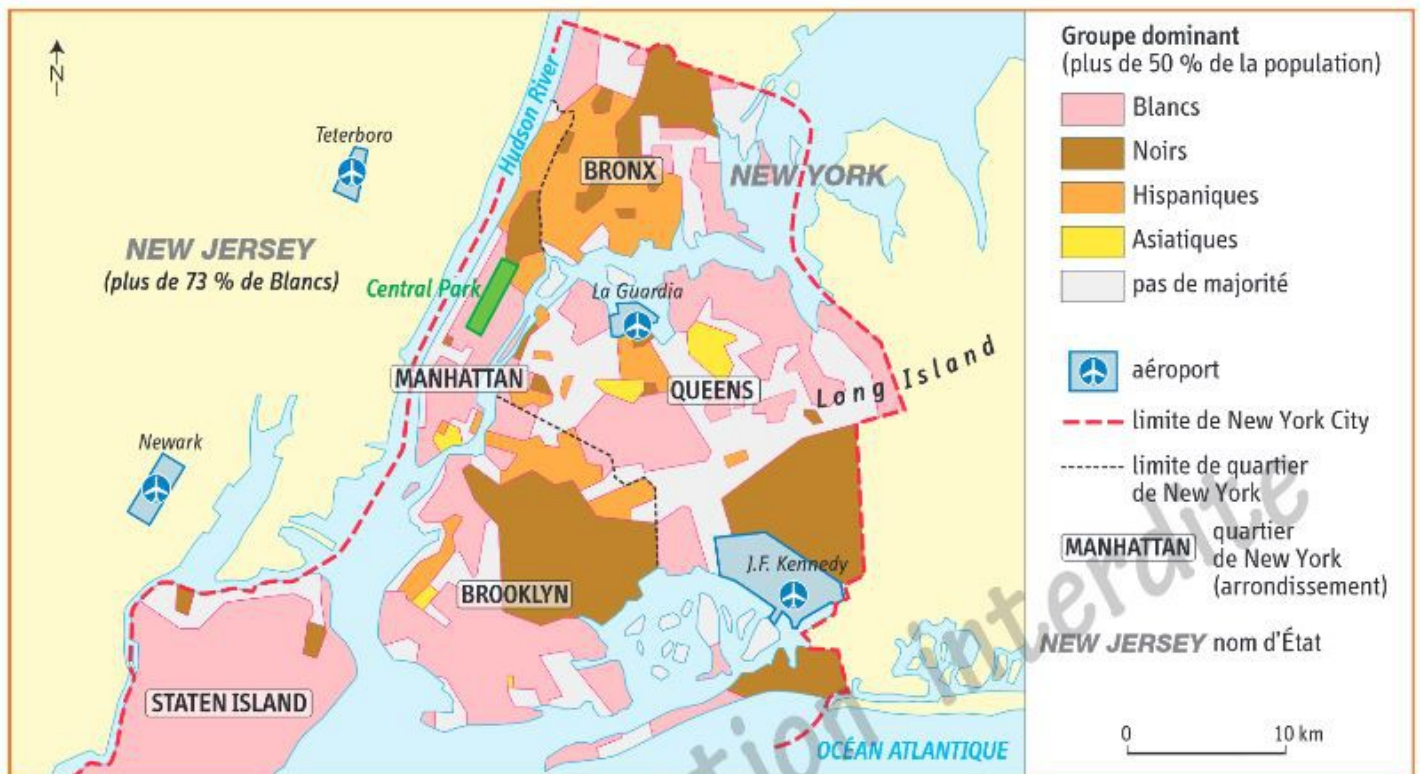 N
Teterboro
Hudson River
BRONX
NEW YORK
NEW JERSEY
(plus de 73 % de Blancs)
Central Park
La Guardia
MANHATTAN
QUEENS
Long Island
Newark
J.F. Kennedy
BROOKLYN
STATEN ISLAND
OCÉAN ATLANTIQUE
Groupe dominant
(plus de 50 % de la population)
Blancs
Noirs
Hispaniques
Asiatiques
pas de majorité
aéroport
limite de New York City
limite de quartier
de New York
MANHATTAN
quartier
de New York
(arrondissement)
NEW JERSEY nom d'État
0 10 km
interdite